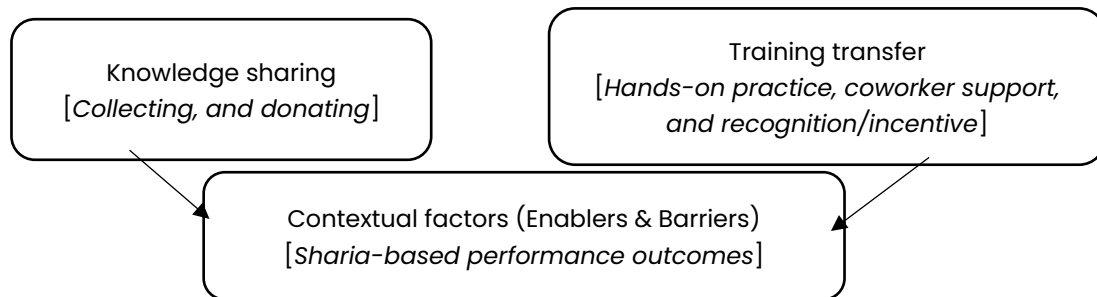 Knowledge sharing
[Collecting, and donating]
Training transfer
[Hands-on practice, coworker support,
and recognition/incentive]
Contextual factors (Enablers & Barriers)
[Sharia-based performance outcomes]